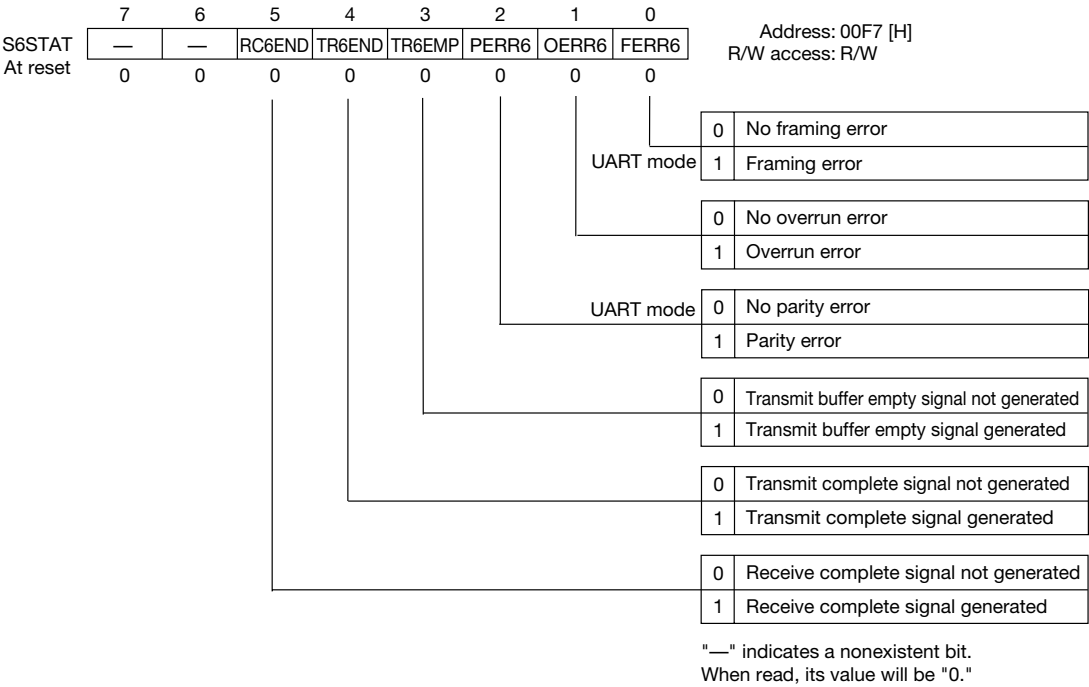 7 6 5 4 3 2 1 0
S6STAT — — RC6END TR6END TR6EMP PERR6 OERR6 FERR6
At reset 0 0 0 0 0 0 0 0
Address: 00F7 [H]
R/W access: R/W
0 No framing error
UART mode 1 Framing error
0 No overrun error
1 Overrun error
UART mode 0 No parity error
1 Parity error
0 Transmit buffer empty signal not generated
1 Transmit buffer empty signal generated
0 Transmit complete signal not generated
1 Transmit complete signal generated
0 Receive complete signal not generated
1 Receive complete signal generated
"—" indicates a nonexistent bit.
When read, its value will be "0."